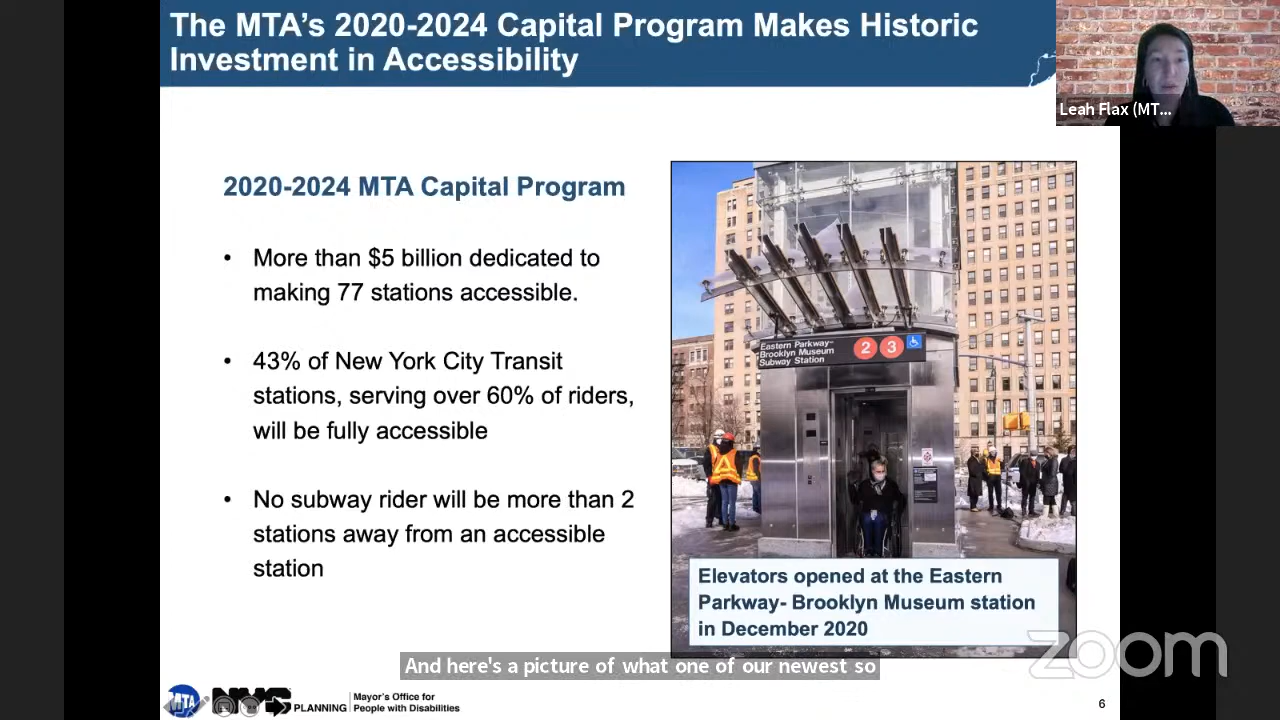 The MTA's 2020-2024 Capital Program Makes Historic
Investment in Accessibility
Leah Flax (MT...
2020-2024 MTA Capital Program
• More than $5 billion dedicated to
making 77 stations accessible.
• 43% of New York City Transit
stations, serving over 60% of riders,
will be fully accessible
• No subway rider will be more than 2
stations away from an accessible
station
Eastern Parkway–
Brooklyn Museum
Subway Station
2 3
Elevators opened at the Eastern
Parkway- Brooklyn Museum station
in December 2020
zoom
And here's a picture of what one of our newest so
MTA
NYC
PLANNING
Mayor's Office for
People with Disabilities
6